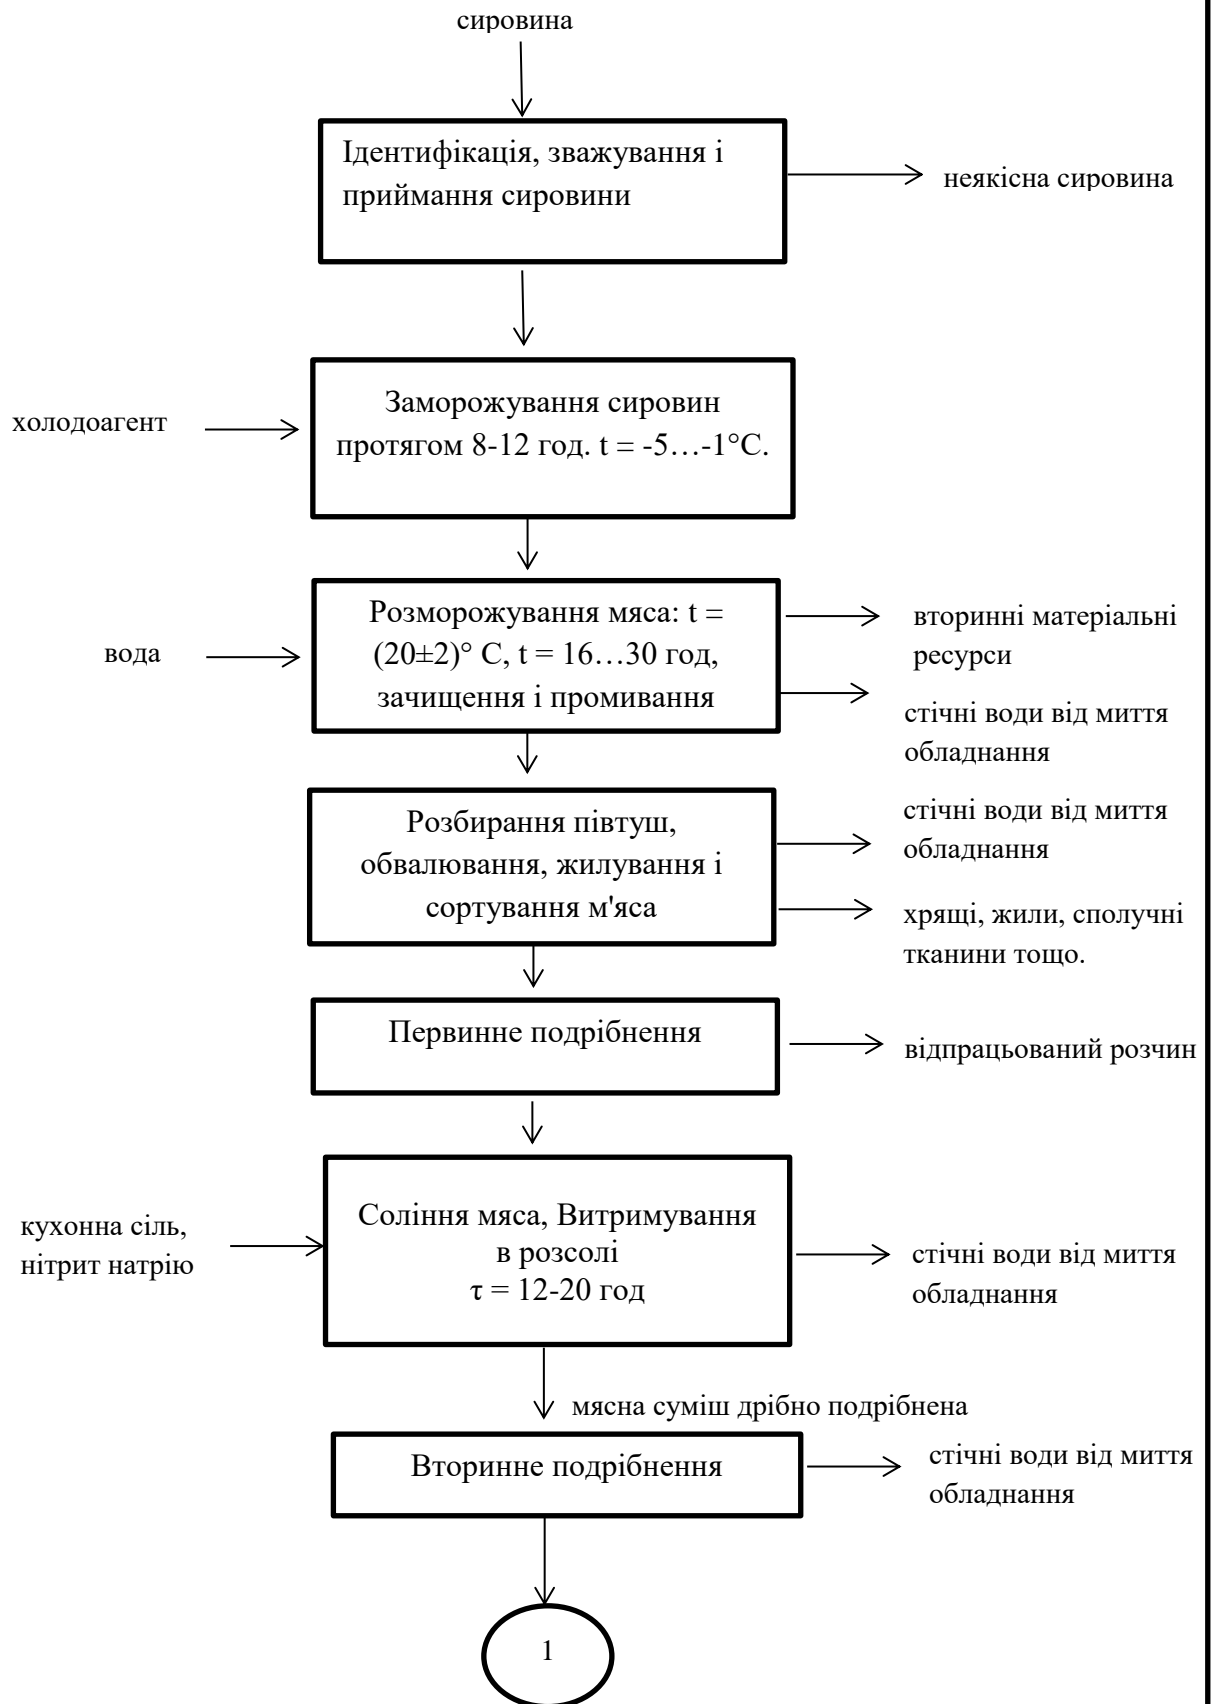 сировина
Ідентифікація, зважування і
приймання сировини
неякісна сировина
холодоагент
Заморожування сировин
протягом 8-12 год. t = -5…-1°C.
вода
Розморожування мяса: t =
(20±2)° C, t = 16…30 год,
зачищення і промивання
вторинні матеріальні
ресурси
стічні води від миття
обладнання
Розбирання півтуш,
обвалювання, жилування і
сортування м'яса
стічні води від миття
обладнання
хрящі, жили, сполучні
тканини тощо.
Первинне подрібнення
відпрацьований розчин
кухонна сіль,
нітрит натрію
Соління мяса, Витримування
в розсолі
τ = 12-20 год
стічні води від миття
обладнання
мясна суміш дрібно подрібнена
Вторинне подрібнення
стічні води від миття
обладнання
1